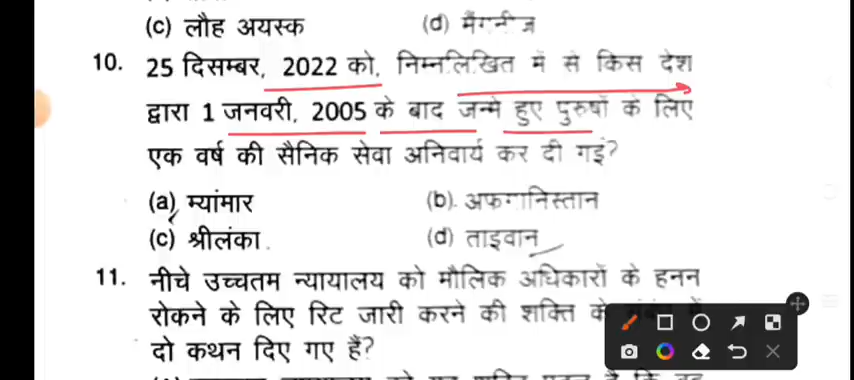 (c) लौह अयस्क (d) मैंगनीज
10. 25 दिसम्बर, 2022 को, निम्नलिखित में से किस देश
द्वारा 1 जनवरी, 2005 के बाद जन्मे हुए पुरुषों के लिए
एक वर्ष की सैनिक सेवा अनिवार्य कर दी गई?
(a) म्यांमार (b) अफगानिस्तान
(c) श्रीलंका (d) ताइवान
11. नीचे उच्चतम न्यायालय को मौलिक अधिकारों के हनन
रोकने के लिए रिट जारी करने की शक्ति के में
दो कथन दिए गए हैं?